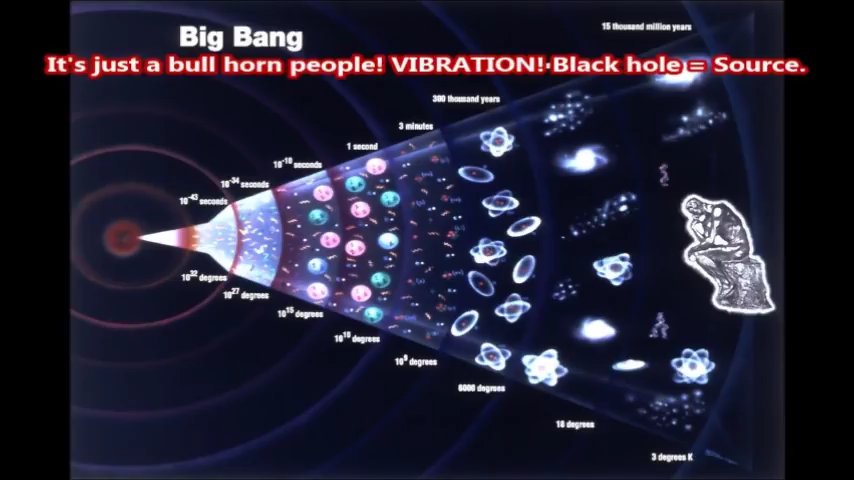 15 thousand million years
Big Bang
It's just a bull horn people! VIBRATION! Black hole = Source.
300 thousand years
3 minutes
1 second
10-10 seconds
10-34 seconds
10-43 seconds
1032 degrees
1027 degrees
1015 degrees
1010 degrees
109 degrees
6000 degrees
18 degrees
3 degrees K